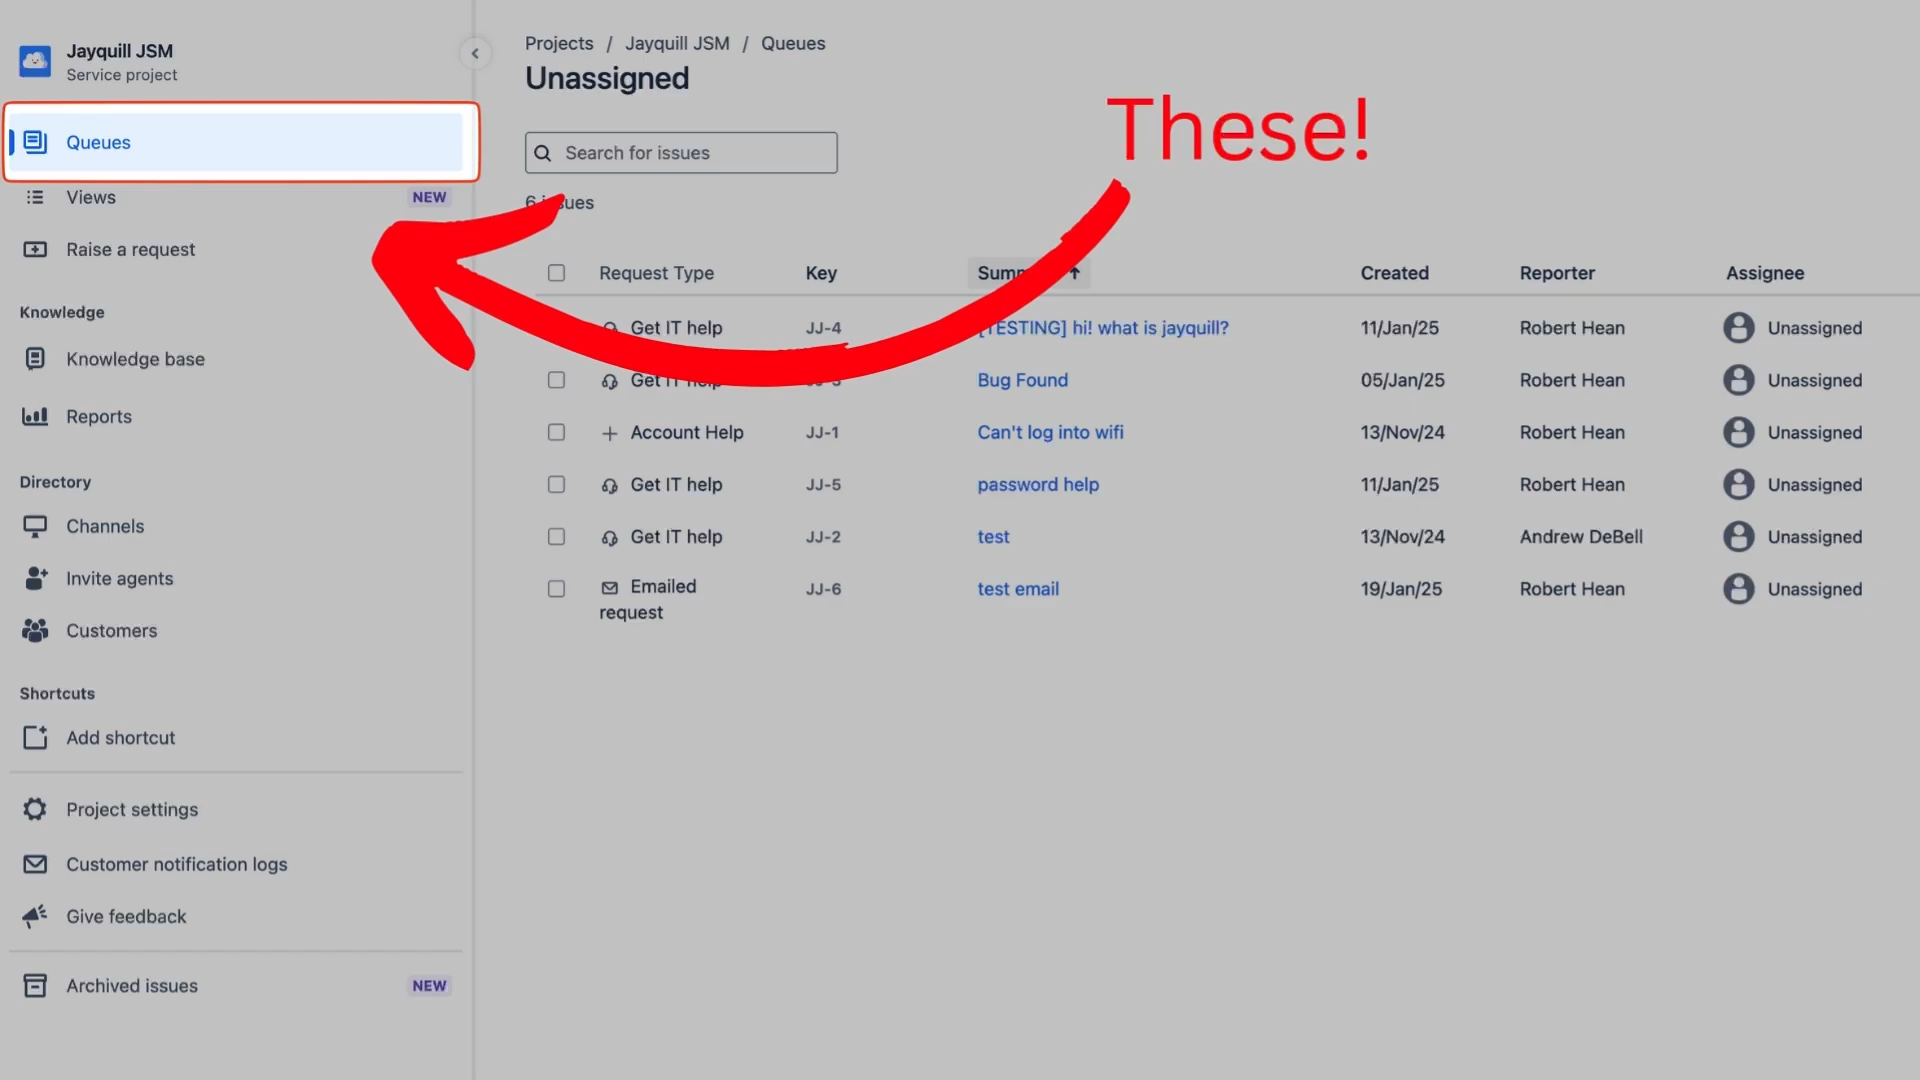 Jayquill JSM
Service project
Queues
Views NEW
Raise a request
Knowledge
Knowledge base
Reports
Directory
Channels
Invite agents
Customers
Shortcuts
Add shortcut
Project settings
Customer notification logs
Give feedback
Archived issues NEW
Projects / Jayquill JSM / Queues
Unassigned
These!
Search for issues
6 issues
Request Type Key Created Reporter Assignee
Get IT help JJ-4 [TESTING] hi! what is jayquill? 11/Jan/25 Robert Hean Unassigned
Get IT help Bug Found 05/Jan/25 Robert Hean Unassigned
Account Help JJ-1 Can't log into wifi 13/Nov/24 Robert Hean Unassigned
Get IT help JJ-5 password help 11/Jan/25 Robert Hean Unassigned
Get IT help JJ-2 test 13/Nov/24 Andrew DeBell Unassigned
Emailed request JJ-6 test email 19/Jan/25 Robert Hean Unassigned